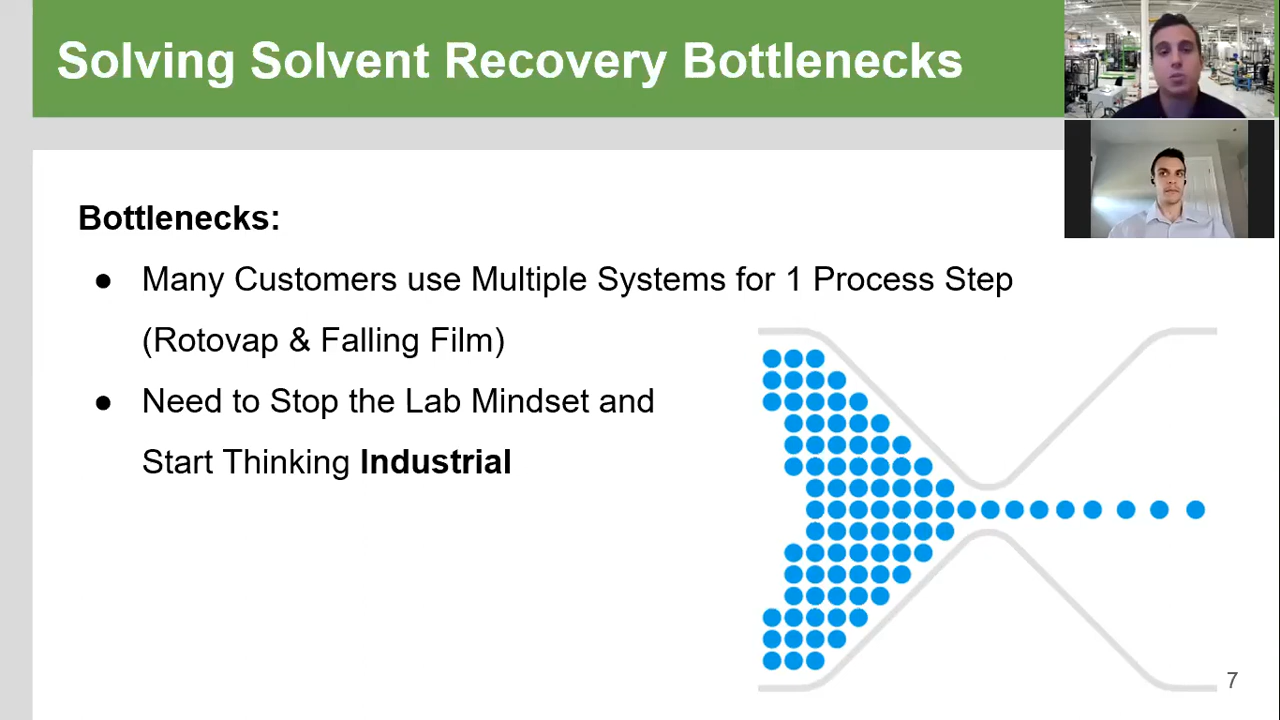 Solving Solvent Recovery Bottlenecks
Bottlenecks:
● Many Customers use Multiple Systems for 1 Process Step
(Rotovap & Falling Film)
● Need to Stop the Lab Mindset and
Start Thinking Industrial
7